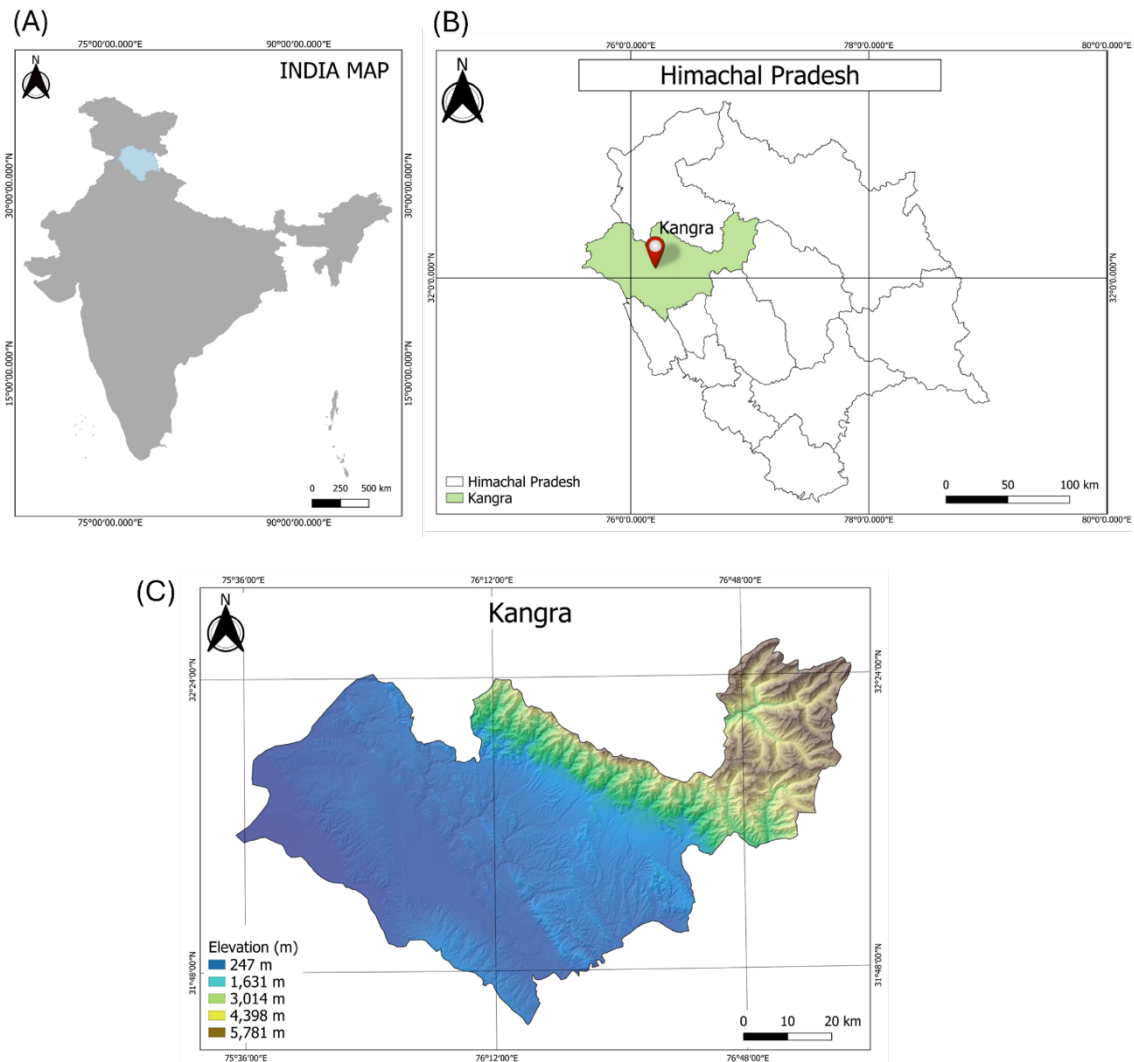 (A)
75°00'00.000"E 90°00'00.000"E
N
INDIA MAP
30°00'00.000"N 30°00'00.000"N
15°00'00.000"N 15°00'00.000"N
0 250 500 km
75°00'00.000"E 90°00'00.000"E
(B)
76°0'0.000"E 78°0'0.000"E 80°0'0.000"E
N
Himachal Pradesh
Kangra
32°0'0.000"N 32°0'0.000"N
Himachal Pradesh
Kangra
0 50 100 km
76°0'0.000"E 78°0'0.000"E 80°0'0.000"E
(C)
75°36'00"E 76°12'00"E 76°48'00"E
N
Kangra
32°24'00"N 32°24'00"N
31°48'00"N 31°48'00"N
Elevation (m)
247 m
1,631 m
3,014 m
4,398 m
5,781 m
0 10 20 km
75°36'00"E 76°12'00"E 76°48'00"E